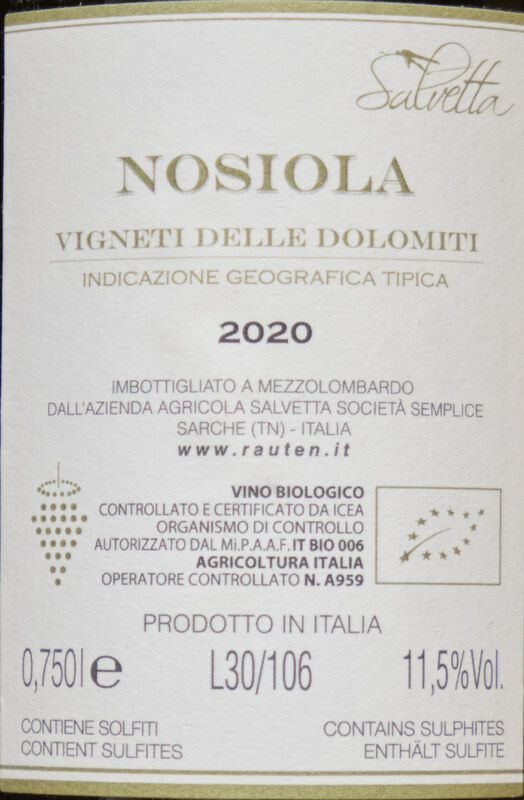 Salvetta
NOSIOLA
VIGNETI DELLE DOLOMITI
INDICAZIONE GEOGRAFICA TIPICA
2020
IMBOTTIGLIATO A MEZZOLOMBARDO
DALL'AZIENDA AGRICOLA SALVETTA SOCIETÀ SEMPLICE
SARCHE (TN) - ITALIA
www.rauten.it
VINO BIOLOGICO
CONTROLLATO E CERTIFICATO DA ICEA
ORGANISMO DI CONTROLLO
AUTORIZZATO DAL Mi.P.A.A.F. IT BIO 006
AGRICOLTURA ITALIA
OPERATORE CONTROLLATO N. A959
PRODOTTO IN ITALIA
0,750l e L30/106 11,5%Vol.
CONTIENE SOLFITI CONTAINS SULPHITES
CONTIENT SULFITES ENTHÄLT SULFITE